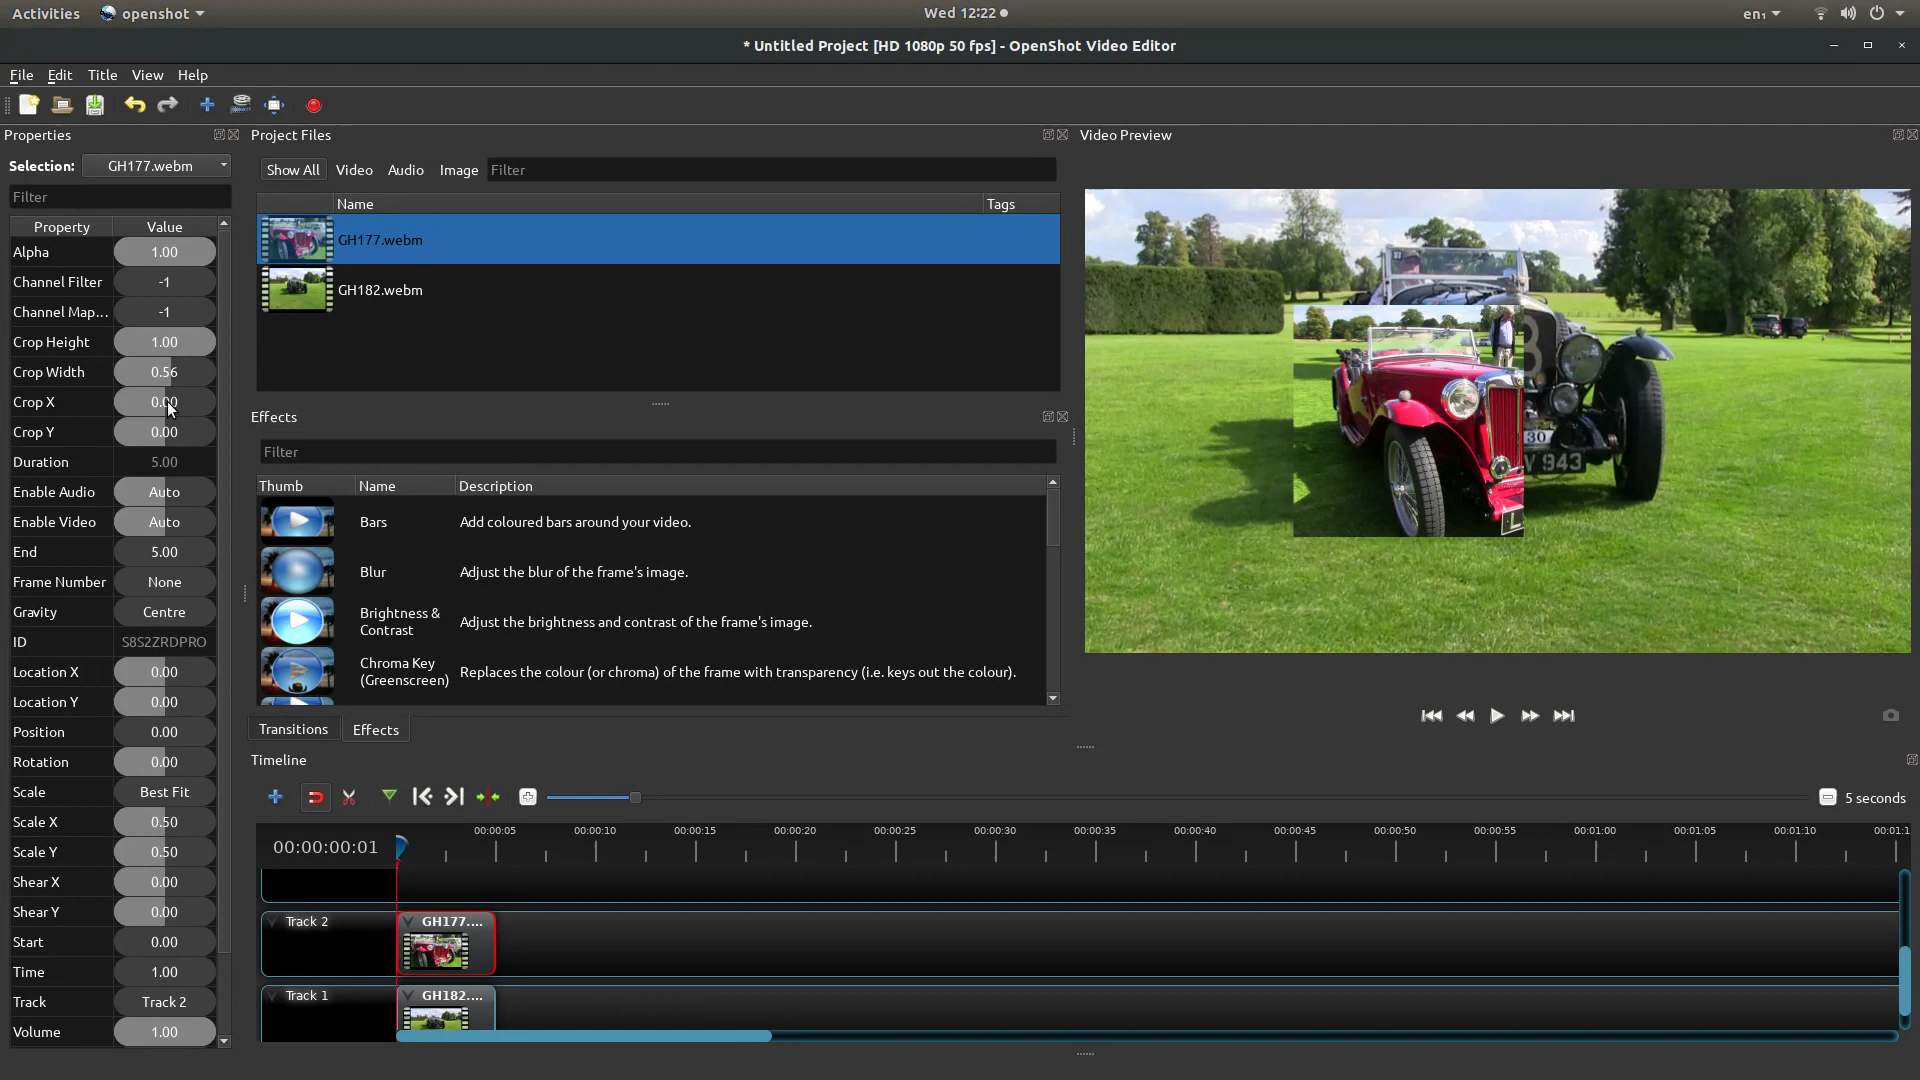 Activities openshot Wed 12:22 en₁
* Untitled Project [HD 1080p 50 fps] - OpenShot Video Editor
File Edit Title View Help
Properties
Selection: GH177.webm
Filter
Property Value
Alpha 1.00
Channel Filter -1
Channel Map... -1
Crop Height 1.00
Crop Width 0.56
Crop X 0.00
Crop Y 0.00
Duration 5.00
Enable Audio Auto
Enable Video Auto
End 5.00
Frame Number None
Gravity Centre
ID S8S2ZRDPRO
Location X 0.00
Location Y 0.00
Position 0.00
Rotation 0.00
Scale Best Fit
Scale X 0.50
Scale Y 0.50
Shear X 0.00
Shear Y 0.00
Start 0.00
Time 1.00
Track Track 2
Volume 1.00
Project Files
Show All Video Audio Image Filter
Name Tags
GH177.webm
GH182.webm
Effects
Filter
Thumb Name Description
Bars Add coloured bars around your video.
Blur Adjust the blur of the frame's image.
Brightness & Contrast Adjust the brightness and contrast of the frame's image.
Chroma Key (Greenscreen) Replaces the colour (or chroma) of the frame with transparency (i.e. keys out the colour).
Transitions Effects
Video Preview
30
V 943
L
Timeline
5 seconds
00:00:00:01
00:00:05 00:00:10 00:00:15 00:00:20 00:00:25 00:00:30 00:00:35 00:00:40 00:00:45 00:00:50 00:00:55 00:01:00 00:01:05 00:01:10 00:01:1
Track 2 GH177....
Track 1 GH182....